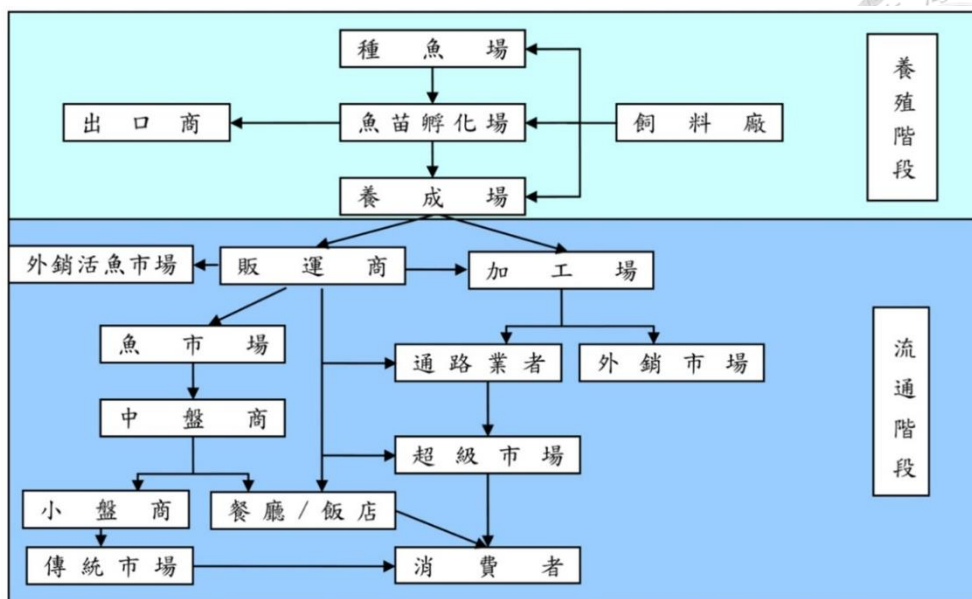 種魚場
養殖階段
出口商
魚苗孵化場
飼料廠
養成場
外銷活魚市場
販運商
加工場
魚市場
通路業者
外銷市場
流通階段
中盤商
超級市場
小盤商
餐廳/飯店
傳統市場
消費者